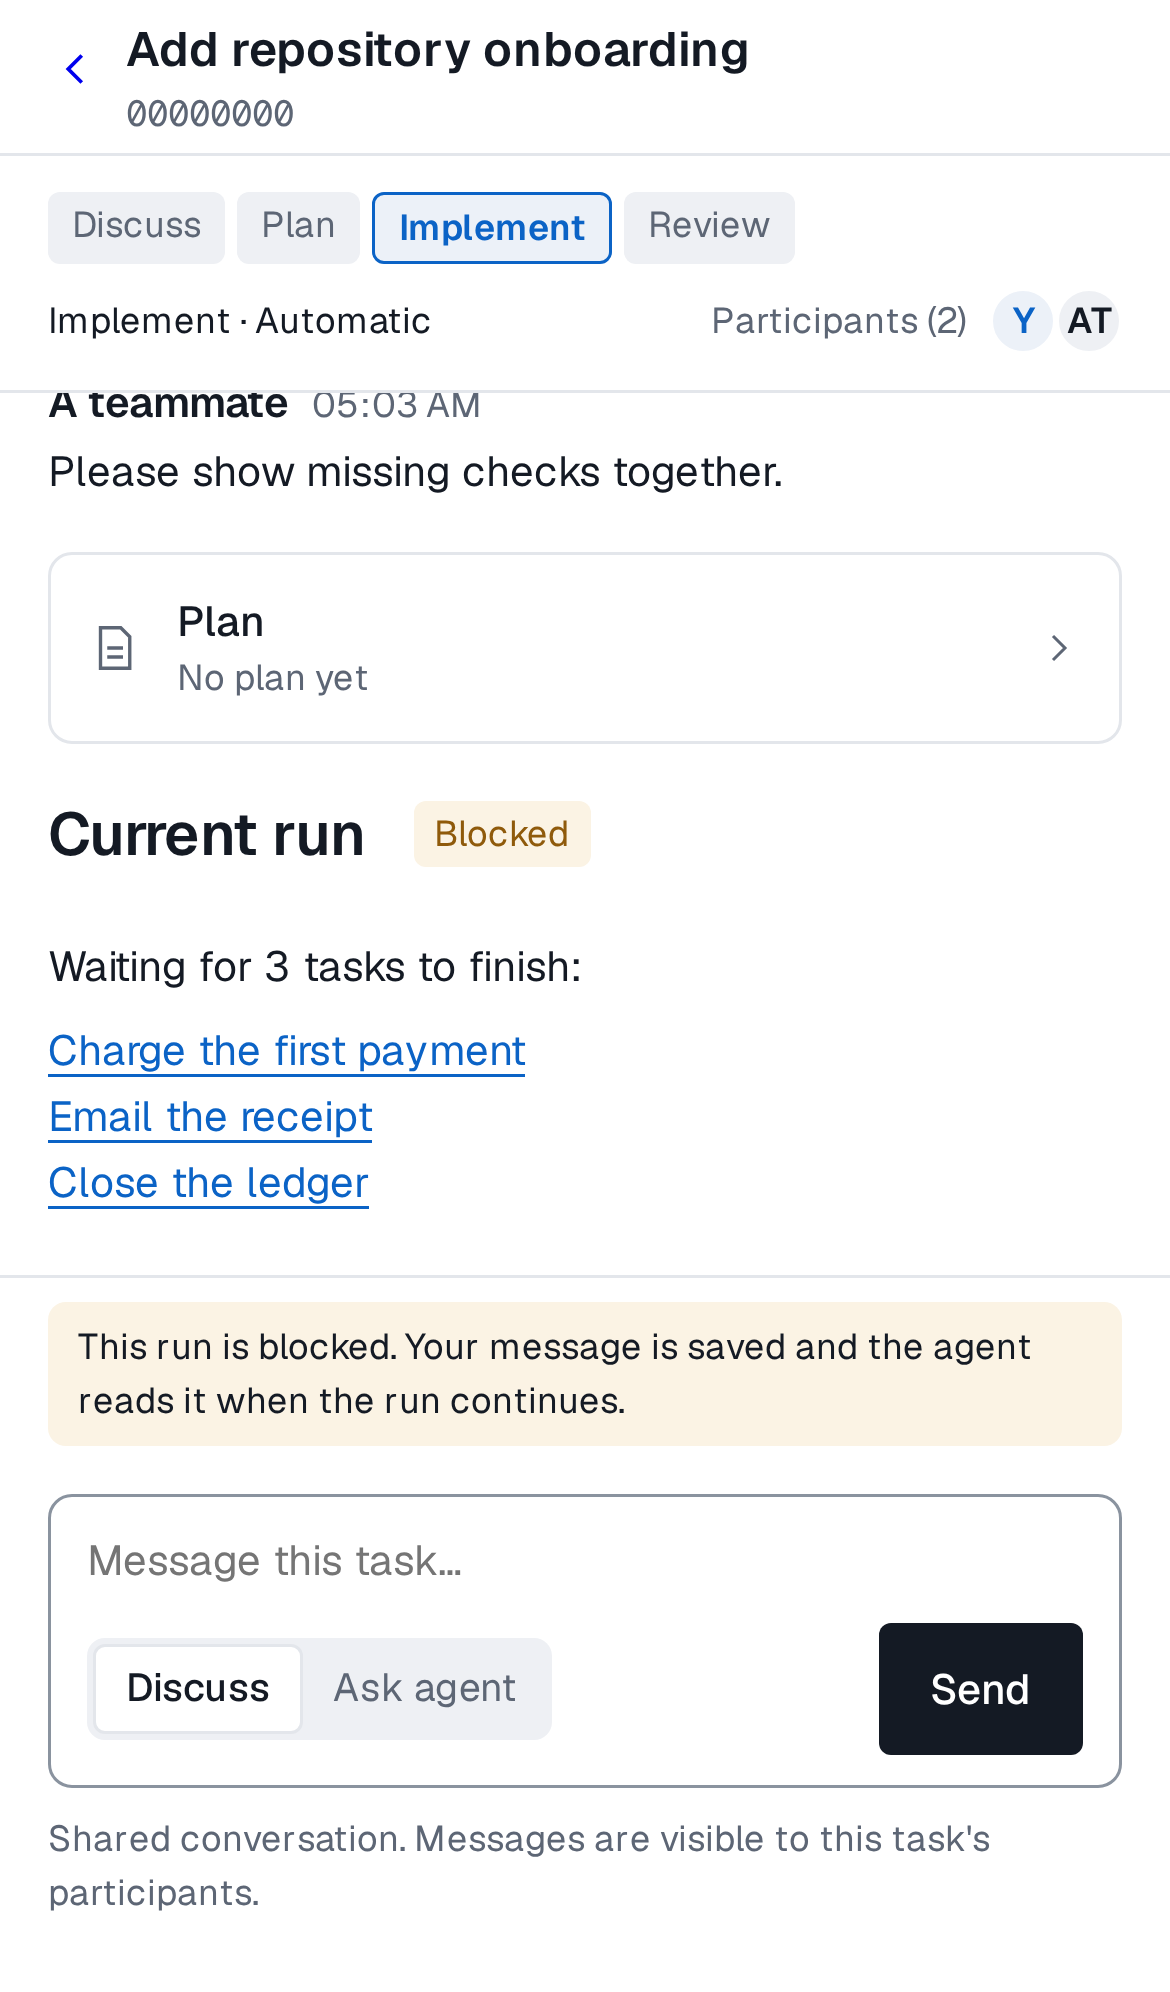 Add repository onboarding
00000000
Discuss Plan Implement Review
Implement · Automatic Participants (2) Y AT
A teammate 05:03 AM
Please show missing checks together.
Plan
No plan yet
Current run Blocked
Waiting for 3 tasks to finish:
Charge the first payment
Email the receipt
Close the ledger
This run is blocked. Your message is saved and the agent
reads it when the run continues.
Message this task…
Discuss Ask agent Send
Shared conversation. Messages are visible to this task's
participants.